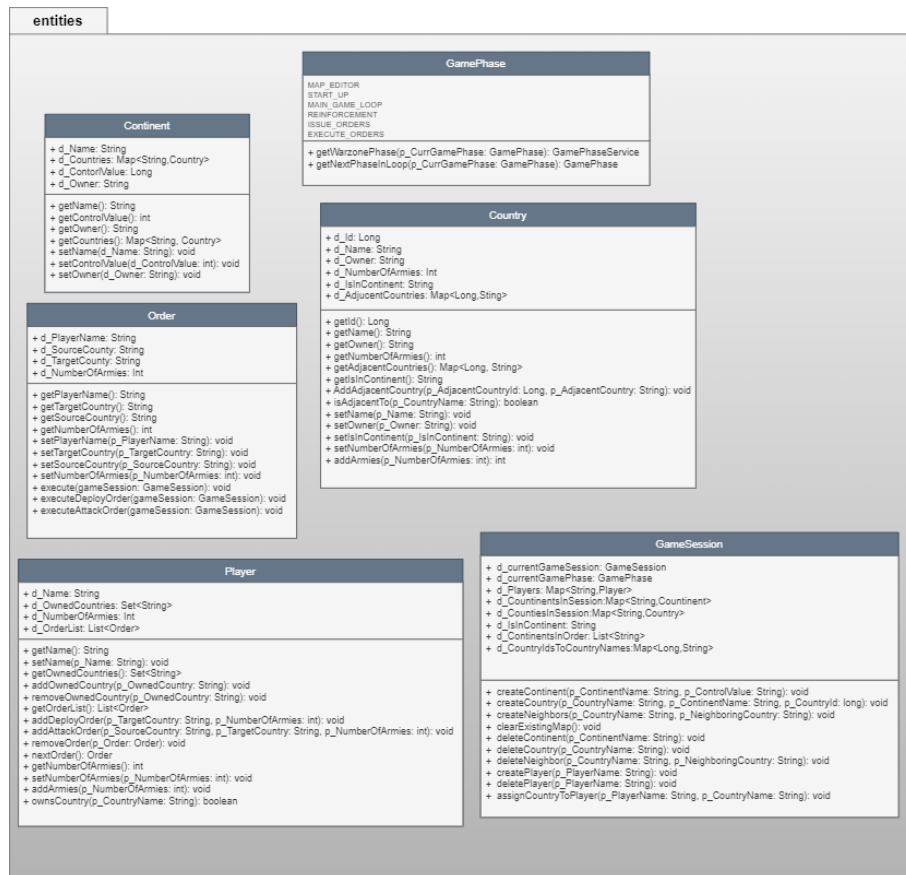 entities
GamePhase
MAP_EDITOR
START_UP
MAIN_GAME_LOOP
REINFORCEMENT
ISSUE_ORDERS
EXECUTE_ORDERS
+ getWarzonePhase(p_CurrGamePhase: GamePhase): GamePhaseService
+ getNextPhaseInLoop(p_CurrGamePhase: GamePhase): GamePhase
Continent
+ d_Name: String
+ d_Countries: Map<String,Country>
+ d_ContorlValue: Long
+ d_Owner: String
+ getName(): String
+ getControlValue(): int
+ getOwner(): String
+ getCountries(): Map<String, Country>
+ setName(d_Name: String): void
+ setControlValue(d_ControlValue: int): void
+ setOwner(d_Owner: String): void
Country
+ d_Id: Long
+ d_Name: String
+ d_Owner: String
+ d_NumberOfArmies: Int
+ d_IsInContinent: String
+ d_AdjucentCountries: Map<Long,Sting>
+ getId(): Long
+ getName(): String
+ getOwner(): String
+ getNumberOfArmies(): int
+ getAdjacentCountries(): Map<Long, String>
+ getIsInContinent(): String
+ AddAdjacentCountry(p_AdjacentCountryId: Long, p_AdjacentCountry: String): void
+ isAdjacentTo(p_CountryName: String): boolean
+ setName(p_Name: String): void
+ setOwner(p_Owner: String): void
+ setIsInContinent(p_IsInContinent: String): void
+ setNumberOfArmies(p_NumberOfArmies: int): void
+ addArmies(p_NumberOfArmies: int): int
Order
+ d_PlayerName: String
+ d_SourceCounty: String
+ d_TargetCounty: String
+ d_NumberOfArmies: Int
+ getPlayerName(): String
+ getTargetCountry(): String
+ getSourceCountry(): String
+ getNumberOfArmies(): int
+ setPlayerName(p_PlayerName: String): void
+ setTargetCountry(p_TargetCountry: String): void
+ setSourceCountry(p_SourceCountry: String): void
+ setNumberOfArmies(p_NumberOfArmies: int): void
+ execute(gameSession: GameSession): void
+ executeDeployOrder(gameSession: GameSession): void
+ executeAttackOrder(gameSession: GameSession): void
Player
+ d_Name: String
+ d_OwnedCountries: Set<String>
+ d_NumberOfArmies: Int
+ d_OrderList: List<Order>
+ getName(): String
+ setName(p_Name: String): void
+ getOwnedCountries(): Set<String>
+ addOwnedCountry(p_OwnedCountry: String): void
+ removeOwnedCountry(p_OwnedCountry: String): void
+ getOrderList(): List<Order>
+ addDeployOrder(p_TargetCountry: String, p_NumberOfArmies: int): void
+ addAttackOrder(p_SourceCountry: String, p_TargetCountry: String, p_NumberOfArmies: int): void
+ removeOrder(p_Order: Order): void
+ nextOrder(): Order
+ getNumberOfArmies(): int
+ setNumberOfArmies(p_NumberOfArmies: int): void
+ addArmies(p_NumberOfArmies: int): void
+ ownsCountry(p_CountryName: String): boolean
GameSession
+ d_currentGameSession: GameSession
+ d_currentGamePhase: GamePhase
+ d_Players: Map<String,Player>
+ d_CountinentsInSession:Map<String,Countinent>
+ d_CountiesInSession:Map<String,Country>
+ d_IsInContinent: String
+ d_ContinentsInOrder: List<String>
+ d_CountryIdsToCountryNames:Map<Long,String>
+ createContinent(p_ContinentName: String, p_ControlValue: String): void
+ createCountry(p_CountryName: String, p_ContinentName: String, p_CountryId: long): void
+ createNeighbors(p_CountryName: String, p_NeighboringCountry: String): void
+ clearExistingMap(): void
+ deleteContinent(p_ContinentName: String): void
+ deleteCountry(p_CountryName: String): void
+ deleteNeighbor(p_CountryName: String, p_NeighboringCountry: String): void
+ createPlayer(p_PlayerName: String): void
+ deletePlayer(p_PlayerName: String): void
+ assignCountryToPlayer(p_PlayerName: String, p_CountryName: String): void